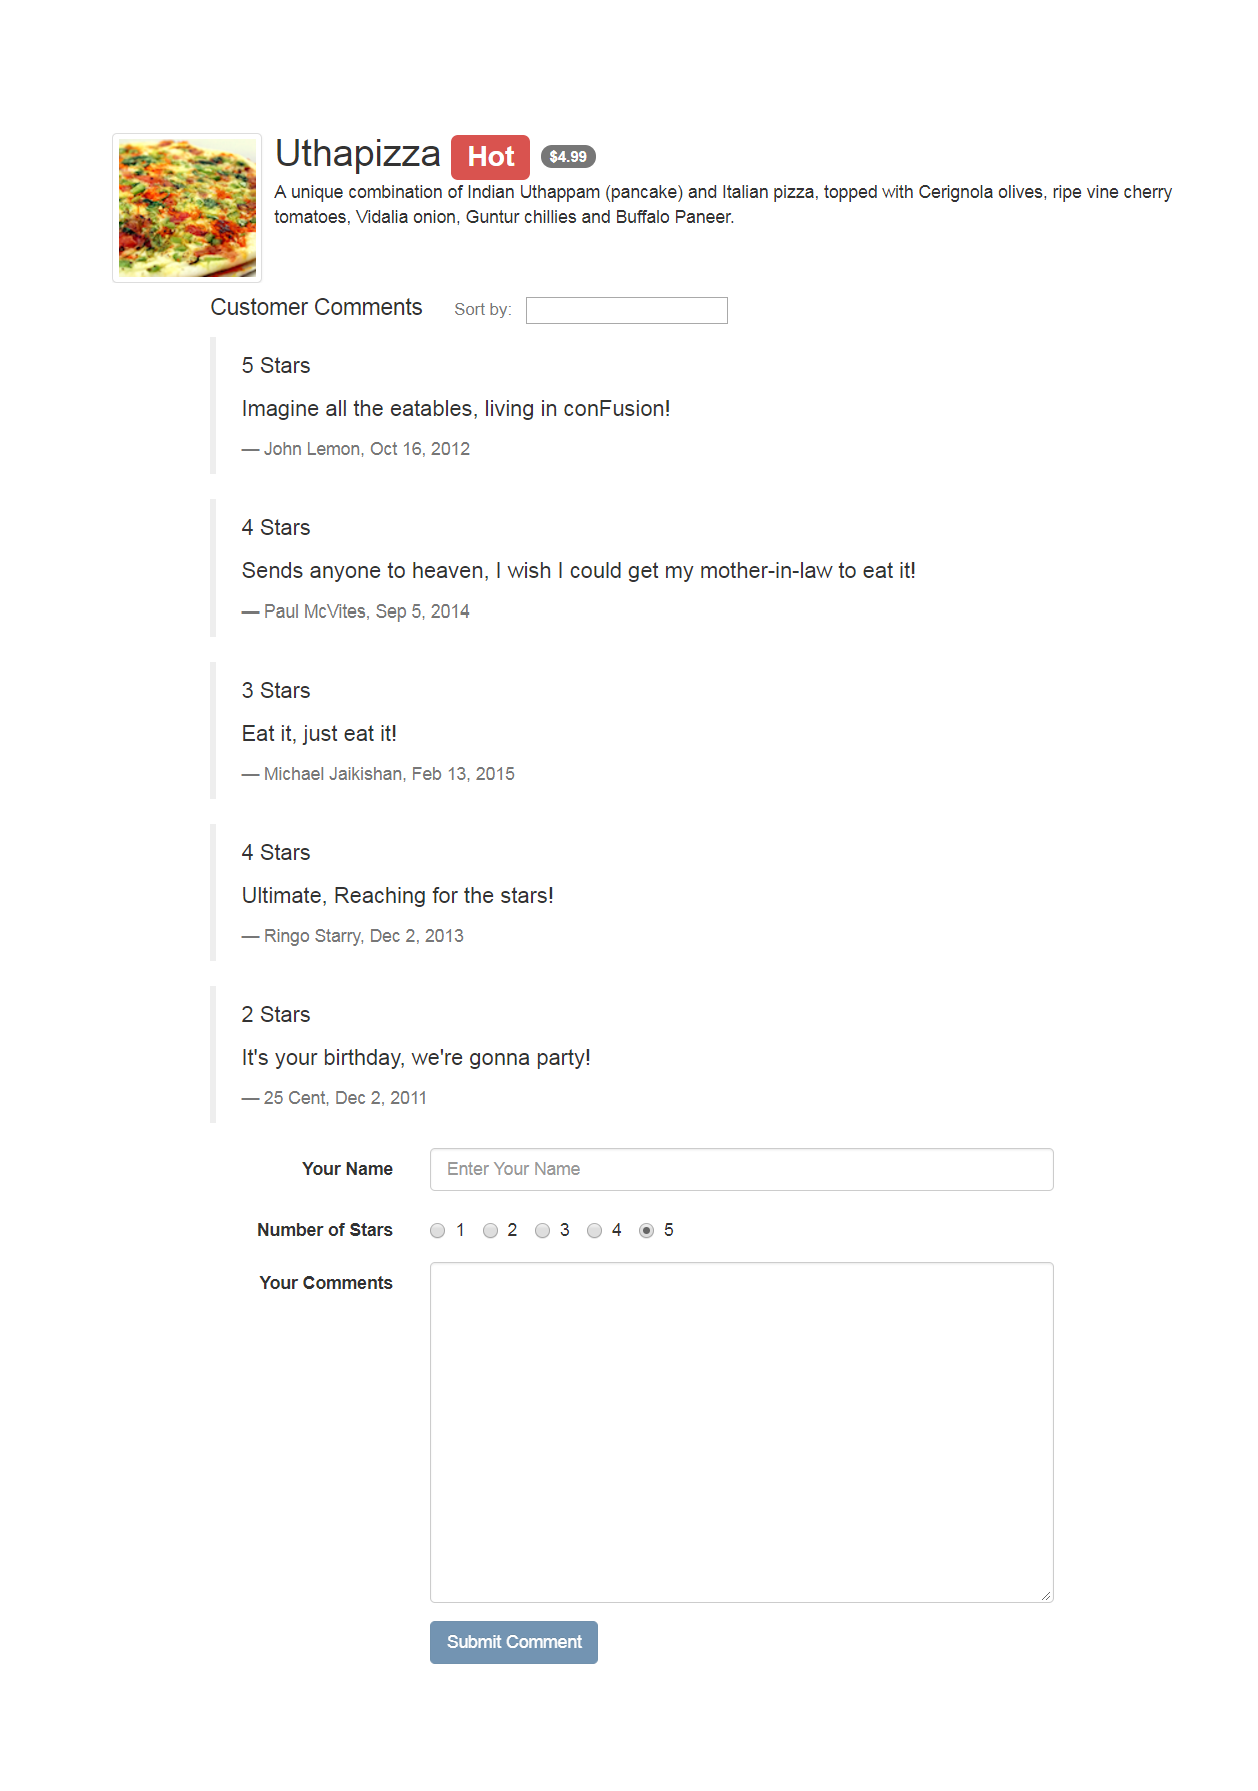 Uthapizza Hot $4.99
A unique combination of Indian Uthappam (pancake) and Italian pizza, topped with Cerignola olives, ripe vine cherry
tomatoes, Vidalia onion, Guntur chillies and Buffalo Paneer.
Customer Comments Sort by:
5 Stars
Imagine all the eatables, living in conFusion!
— John Lemon, Oct 16, 2012
4 Stars
Sends anyone to heaven, I wish I could get my mother-in-law to eat it!
— Paul McVites, Sep 5, 2014
3 Stars
Eat it, just eat it!
— Michael Jaikishan, Feb 13, 2015
4 Stars
Ultimate, Reaching for the stars!
— Ringo Starry, Dec 2, 2013
2 Stars
It's your birthday, we're gonna party!
— 25 Cent, Dec 2, 2011
Your Name Enter Your Name
Number of Stars 1 2 3 4 5
Your Comments
Submit Comment